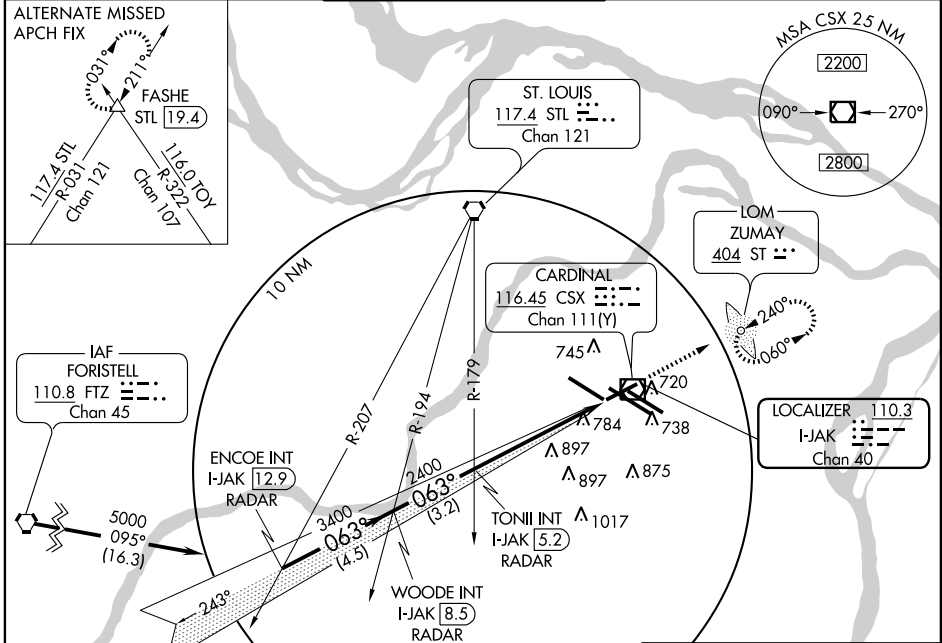 ALTERNATE MISSED
APCH FIX
031°
211°
FASHE
STL 19.4
117.4 STL
R-031
Chan 121
116.0 TOY
R-322
Chan 107
ST. LOUIS
117.4 STL
Chan 121
MSA CSX 25 NM
2200
090°
270°
2800
LOM
ZUMAY
404 ST
240°
060°
10 NM
CARDINAL
116.45 CSX
Chan 111(Y)
745
720
784
738
897
897
875
1017
LOCALIZER 110.3
I-JAK
Chan 40
IAF
FORISTELL
110.8 FTZ
Chan 45
R-207
R-194
R-179
ENCOE INT
I-JAK 12.9
RADAR
2400
063°
(3.2)
3400
063°
(4.5)
TONII INT
I-JAK 5.2
RADAR
5000
095°
(16.3)
243°
WOODE INT
I-JAK 8.5
RADAR